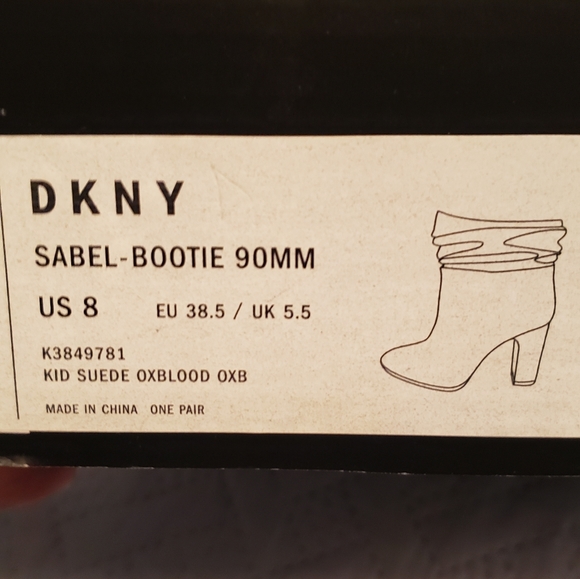 DKNY
SABEL-BOOTIE 90MM
US 8 EU 38.5 / UK 5.5
K3849781
KID SUEDE OXBLOOD OXB
MADE IN CHINA ONE PAIR